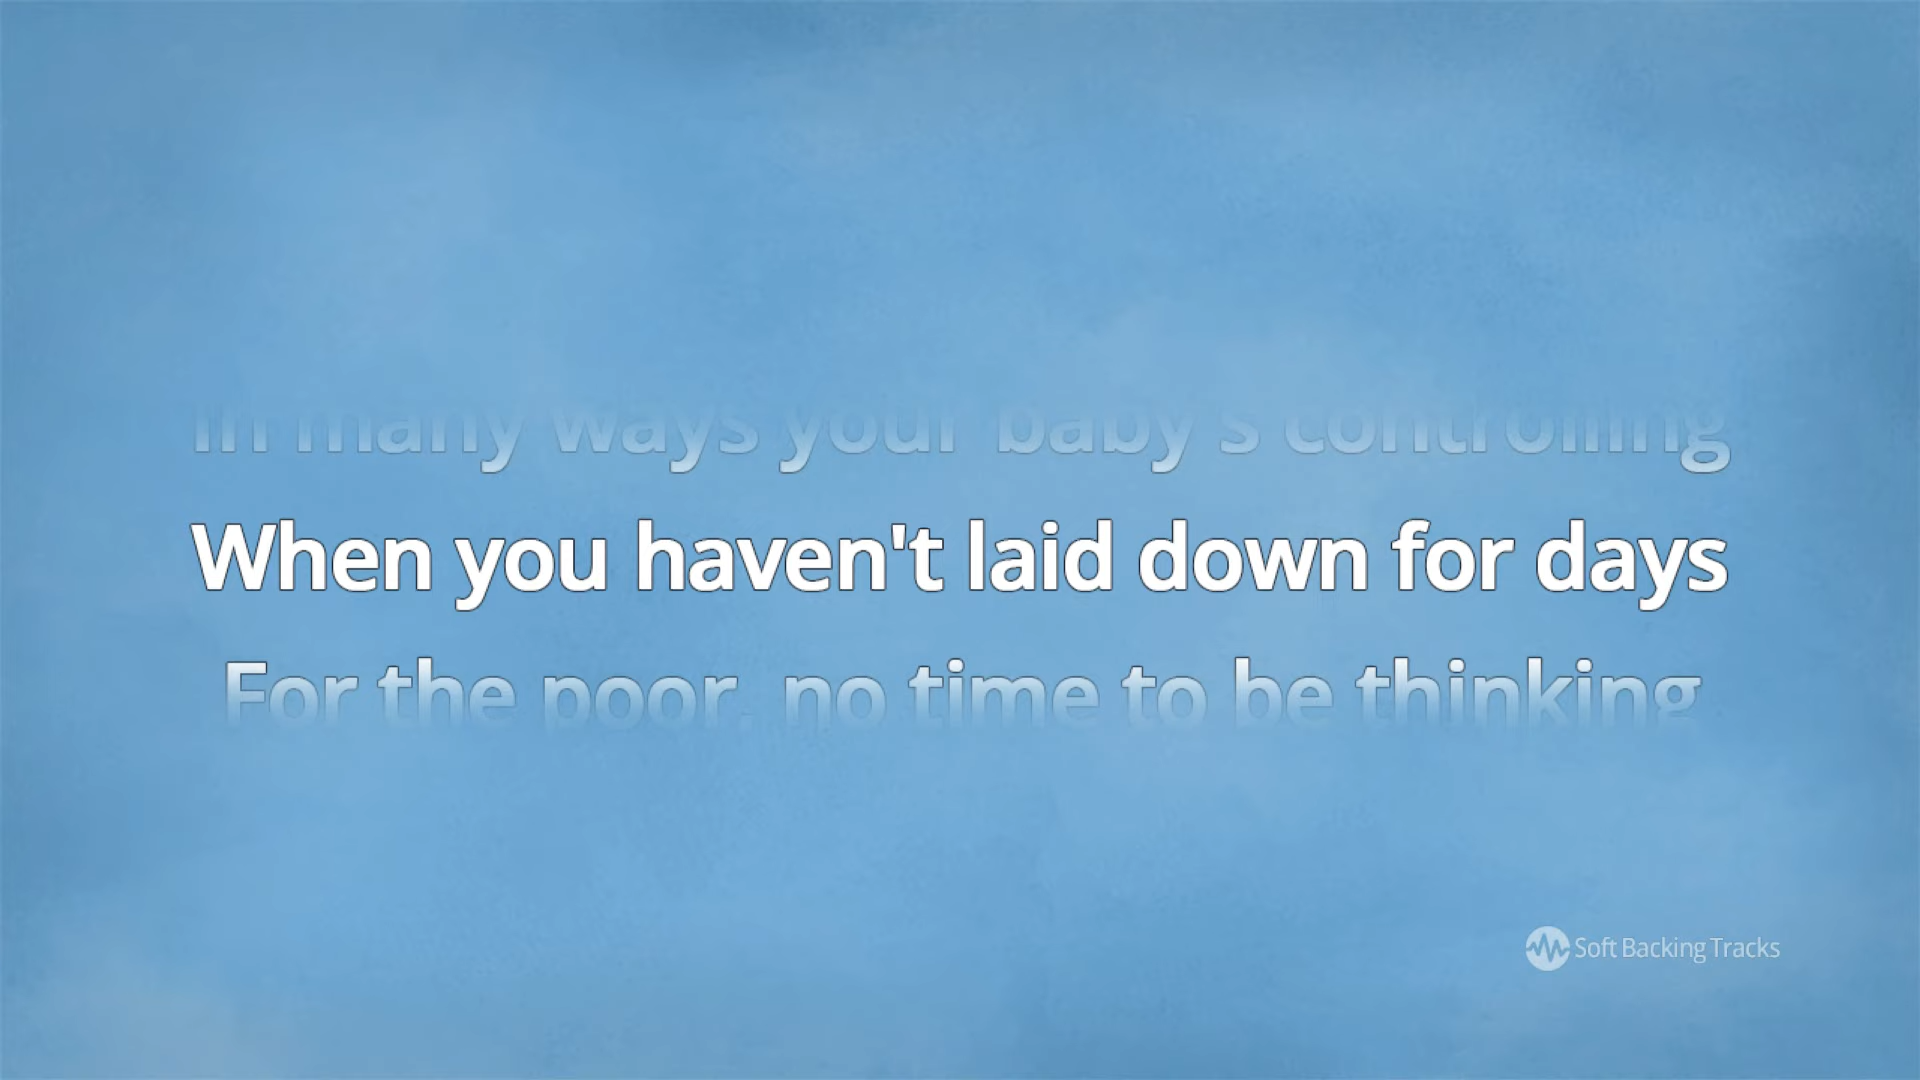 In many ways your baby's controlling
When you haven't laid down for days
For the poor, no time to be thinking
Soft Backing Tracks